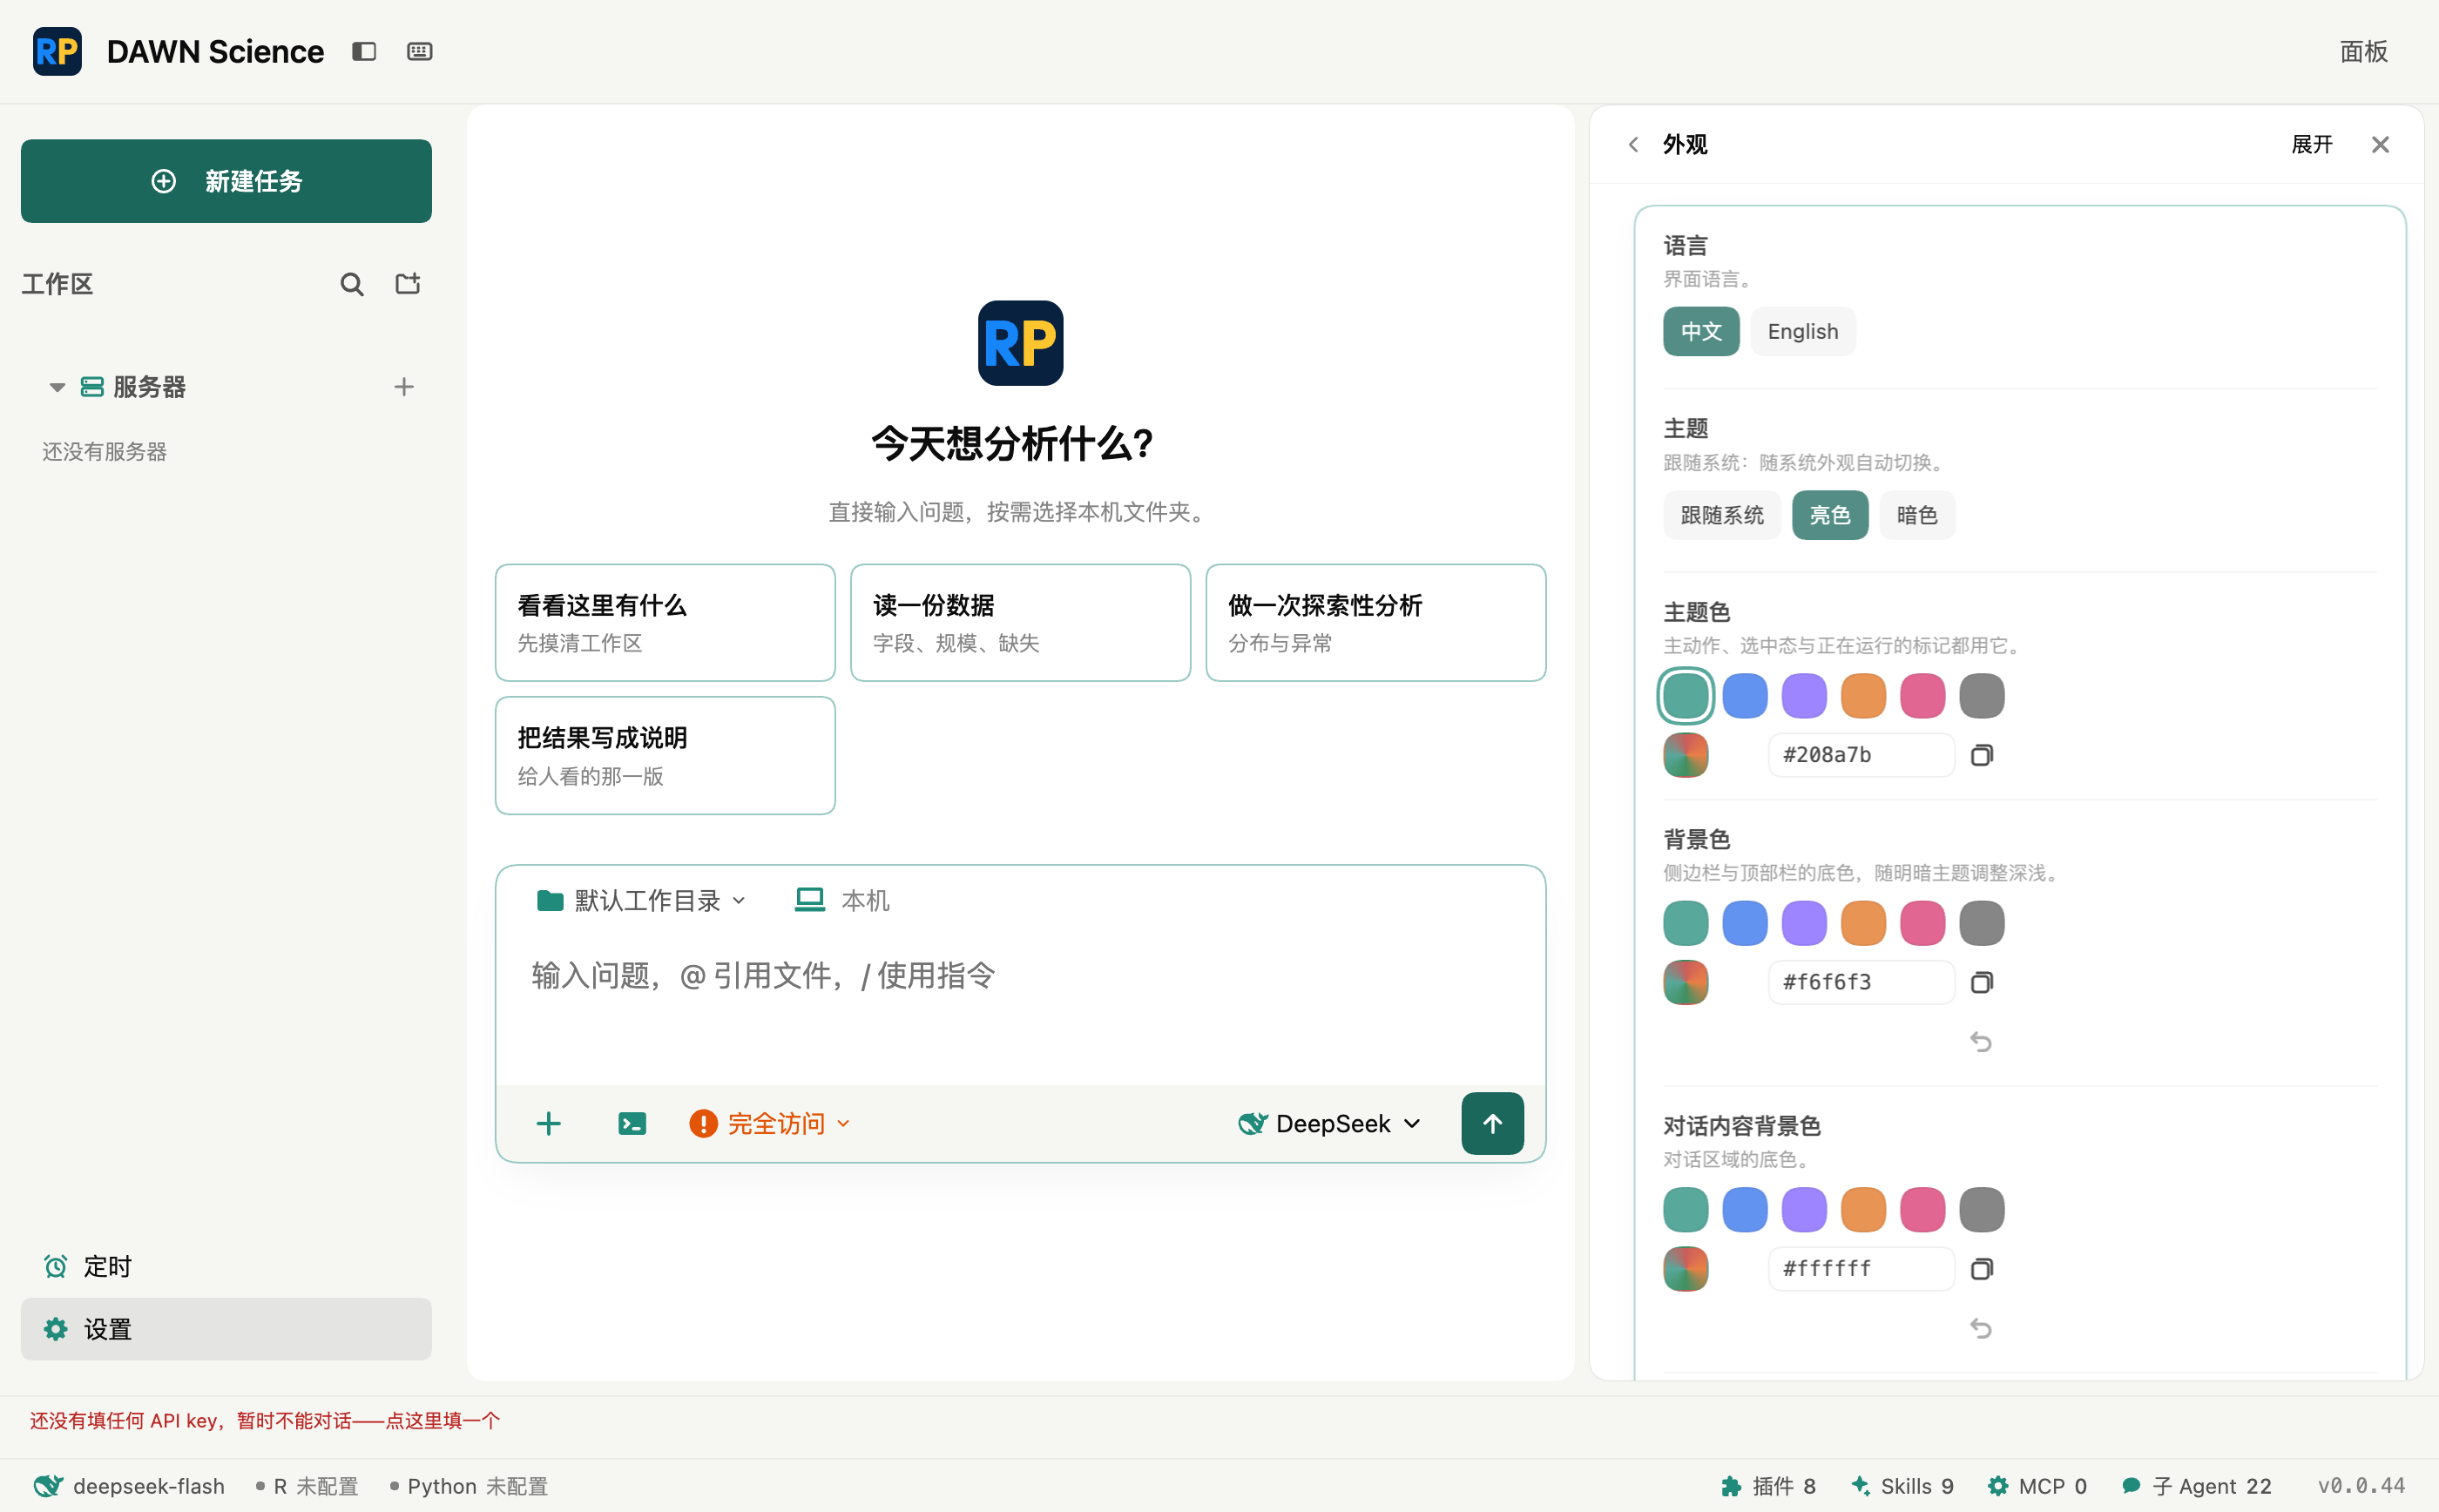 RP DAWN Science
面板
新建任务
工作区
服务器
还没有服务器
定时
设置
RP
今天想分析什么?
直接输入问题，按需选择本机文件夹。
看看这里有什么
先摸清工作区
读一份数据
字段、规模、缺失
做一次探索性分析
分布与异常
把结果写成说明
给人看的那一版
默认工作目录 本机
输入问题，@ 引用文件，/ 使用指令
完全访问 DeepSeek
外观 展开
语言
界面语言。
中文 English
主题
跟随系统：随系统外观自动切换。
跟随系统 亮色 暗色
主题色
主动作、选中态与正在运行的标记都用它。
#208a7b
背景色
侧边栏与顶部栏的底色，随明暗主题调整深浅。
#f6f6f3
对话内容背景色
对话区域的底色。
#ffffff
还没有填任何 API key，暂时不能对话——点这里填一个
deepseek-flash R 未配置 Python 未配置 插件 8 Skills 9 MCP 0 子 Agent 22 v0.0.44